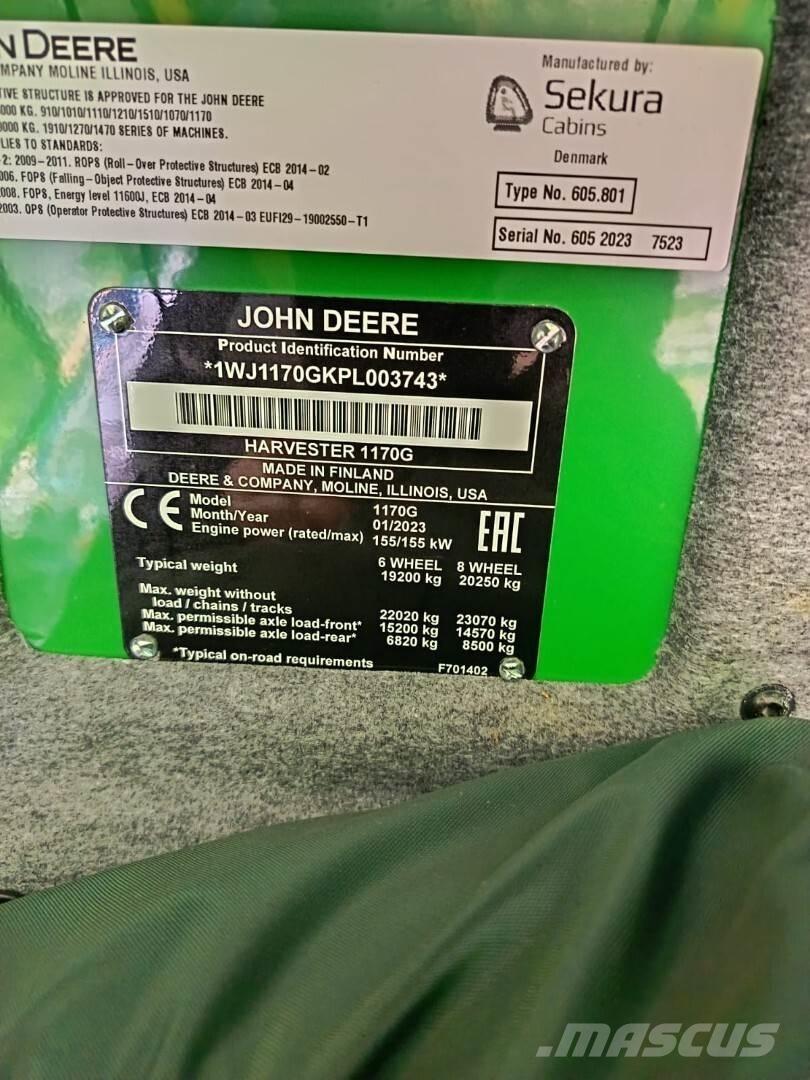 N DEERE
MPANY MOLINE ILLINOIS, USA
TIVE STRUCTURE IS APPROVED FOR THE JOHN DEERE
000 KG. 910/1010/1110/1210/1510/1070/1170
000 KG. 1910/1270/1470 SERIES OF MACHINES.
LIES TO STANDARDS:
-2: 2009-2011. ROPS (Roll-Over Protective Structures) ECB 2014-02
006. FOPS (Falling-Object Protective Structures) ECB 2014-04
008. FOPS, Energy level 11600J, ECB 2014-04
2003. OPS (Operator Protective Structures) ECB 2014-03 EUFI29-19002550-T1
Manufactured by:
Sekura
Cabins
Denmark
Type No. 605.801
Serial No. 605 2023 7523
JOHN DEERE
Product Identification Number
*1WJ1170GKPL003743*
HARVESTER 1170G
MADE IN FINLAND
DEERE & COMPANY, MOLINE, ILLINOIS, USA
CE
Model 1170G
Month/Year 01/2023
Engine power (rated/max) 155/155 kW
EAC
6 WHEEL 8 WHEEL
Typical weight 19200 kg 20250 kg
Max. weight without
load / chains / tracks 22020 kg 23070 kg
Max. permissible axle load-front* 15200 kg 14570 kg
Max. permissible axle load-rear* 6820 kg 8500 kg
*Typical on-road requirements F701402
MASCUS